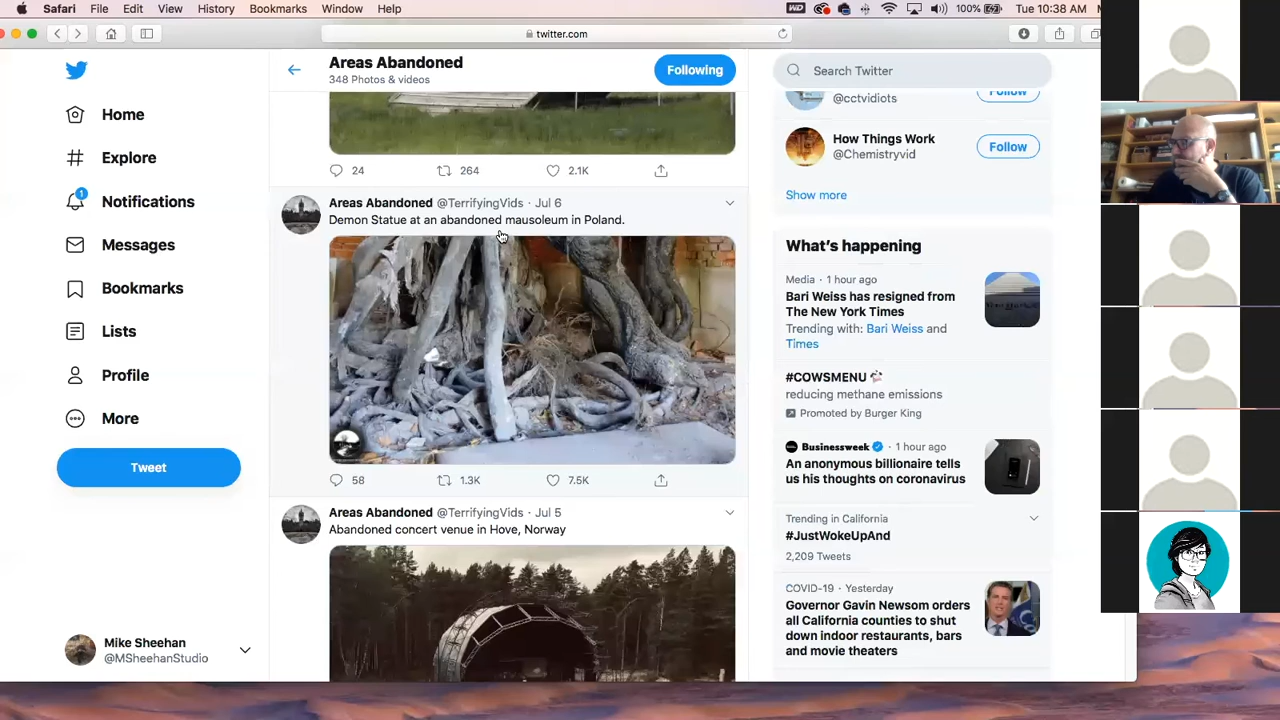 Safari File Edit View History Bookmarks Window Help
100% Tue 10:38 AM
twitter.com
Home
Explore
1
Notifications
Messages
Bookmarks
Lists
Profile
More
Tweet
Mike Sheehan
@MSheehanStudio
Areas Abandoned
348 Photos & videos
Following
24 264 2.1K
Areas Abandoned @TerrifyingVids · Jul 6
Demon Statue at an abandoned mausoleum in Poland.
58 1.3K 7.5K
Areas Abandoned @TerrifyingVids · Jul 5
Abandoned concert venue in Hove, Norway
Search Twitter
@cctvidiots
Follow
How Things Work
@Chemistryvid
Follow
Show more
What's happening
Media · 1 hour ago
Bari Weiss has resigned from
The New York Times
Trending with: Bari Weiss and
Times
#COWSMENU
reducing methane emissions
Promoted by Burger King
Businessweek · 1 hour ago
An anonymous billionaire tells
us his thoughts on coronavirus
Trending in California
#JustWokeUpAnd
2,209 Tweets
COVID-19 · Yesterday
Governor Gavin Newsom orders
all California counties to shut
down indoor restaurants, bars
and movie theaters